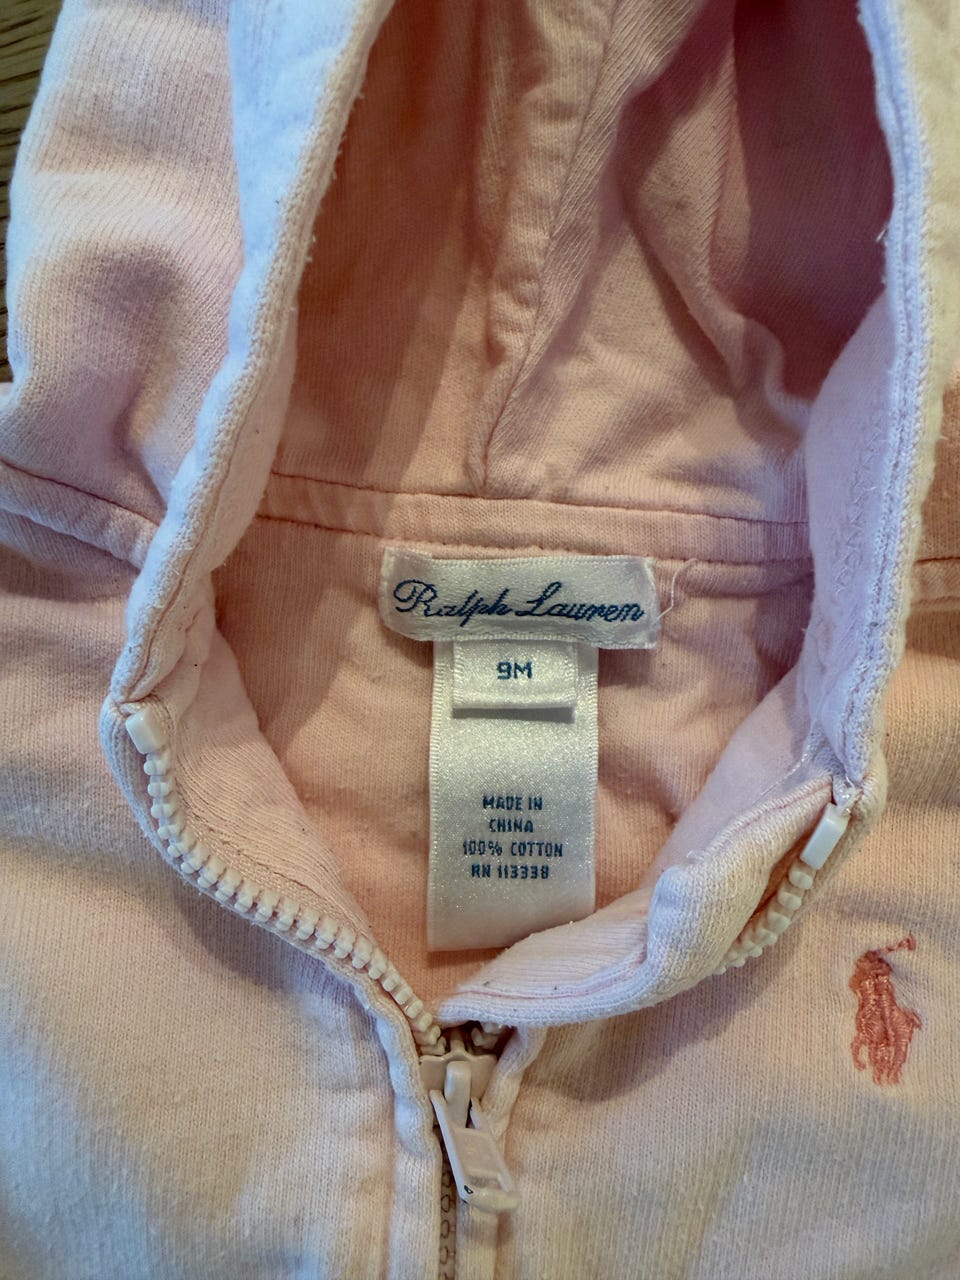 Ralph Lauren
9M
MADE IN
CHINA
100% COTTON
RN 113338